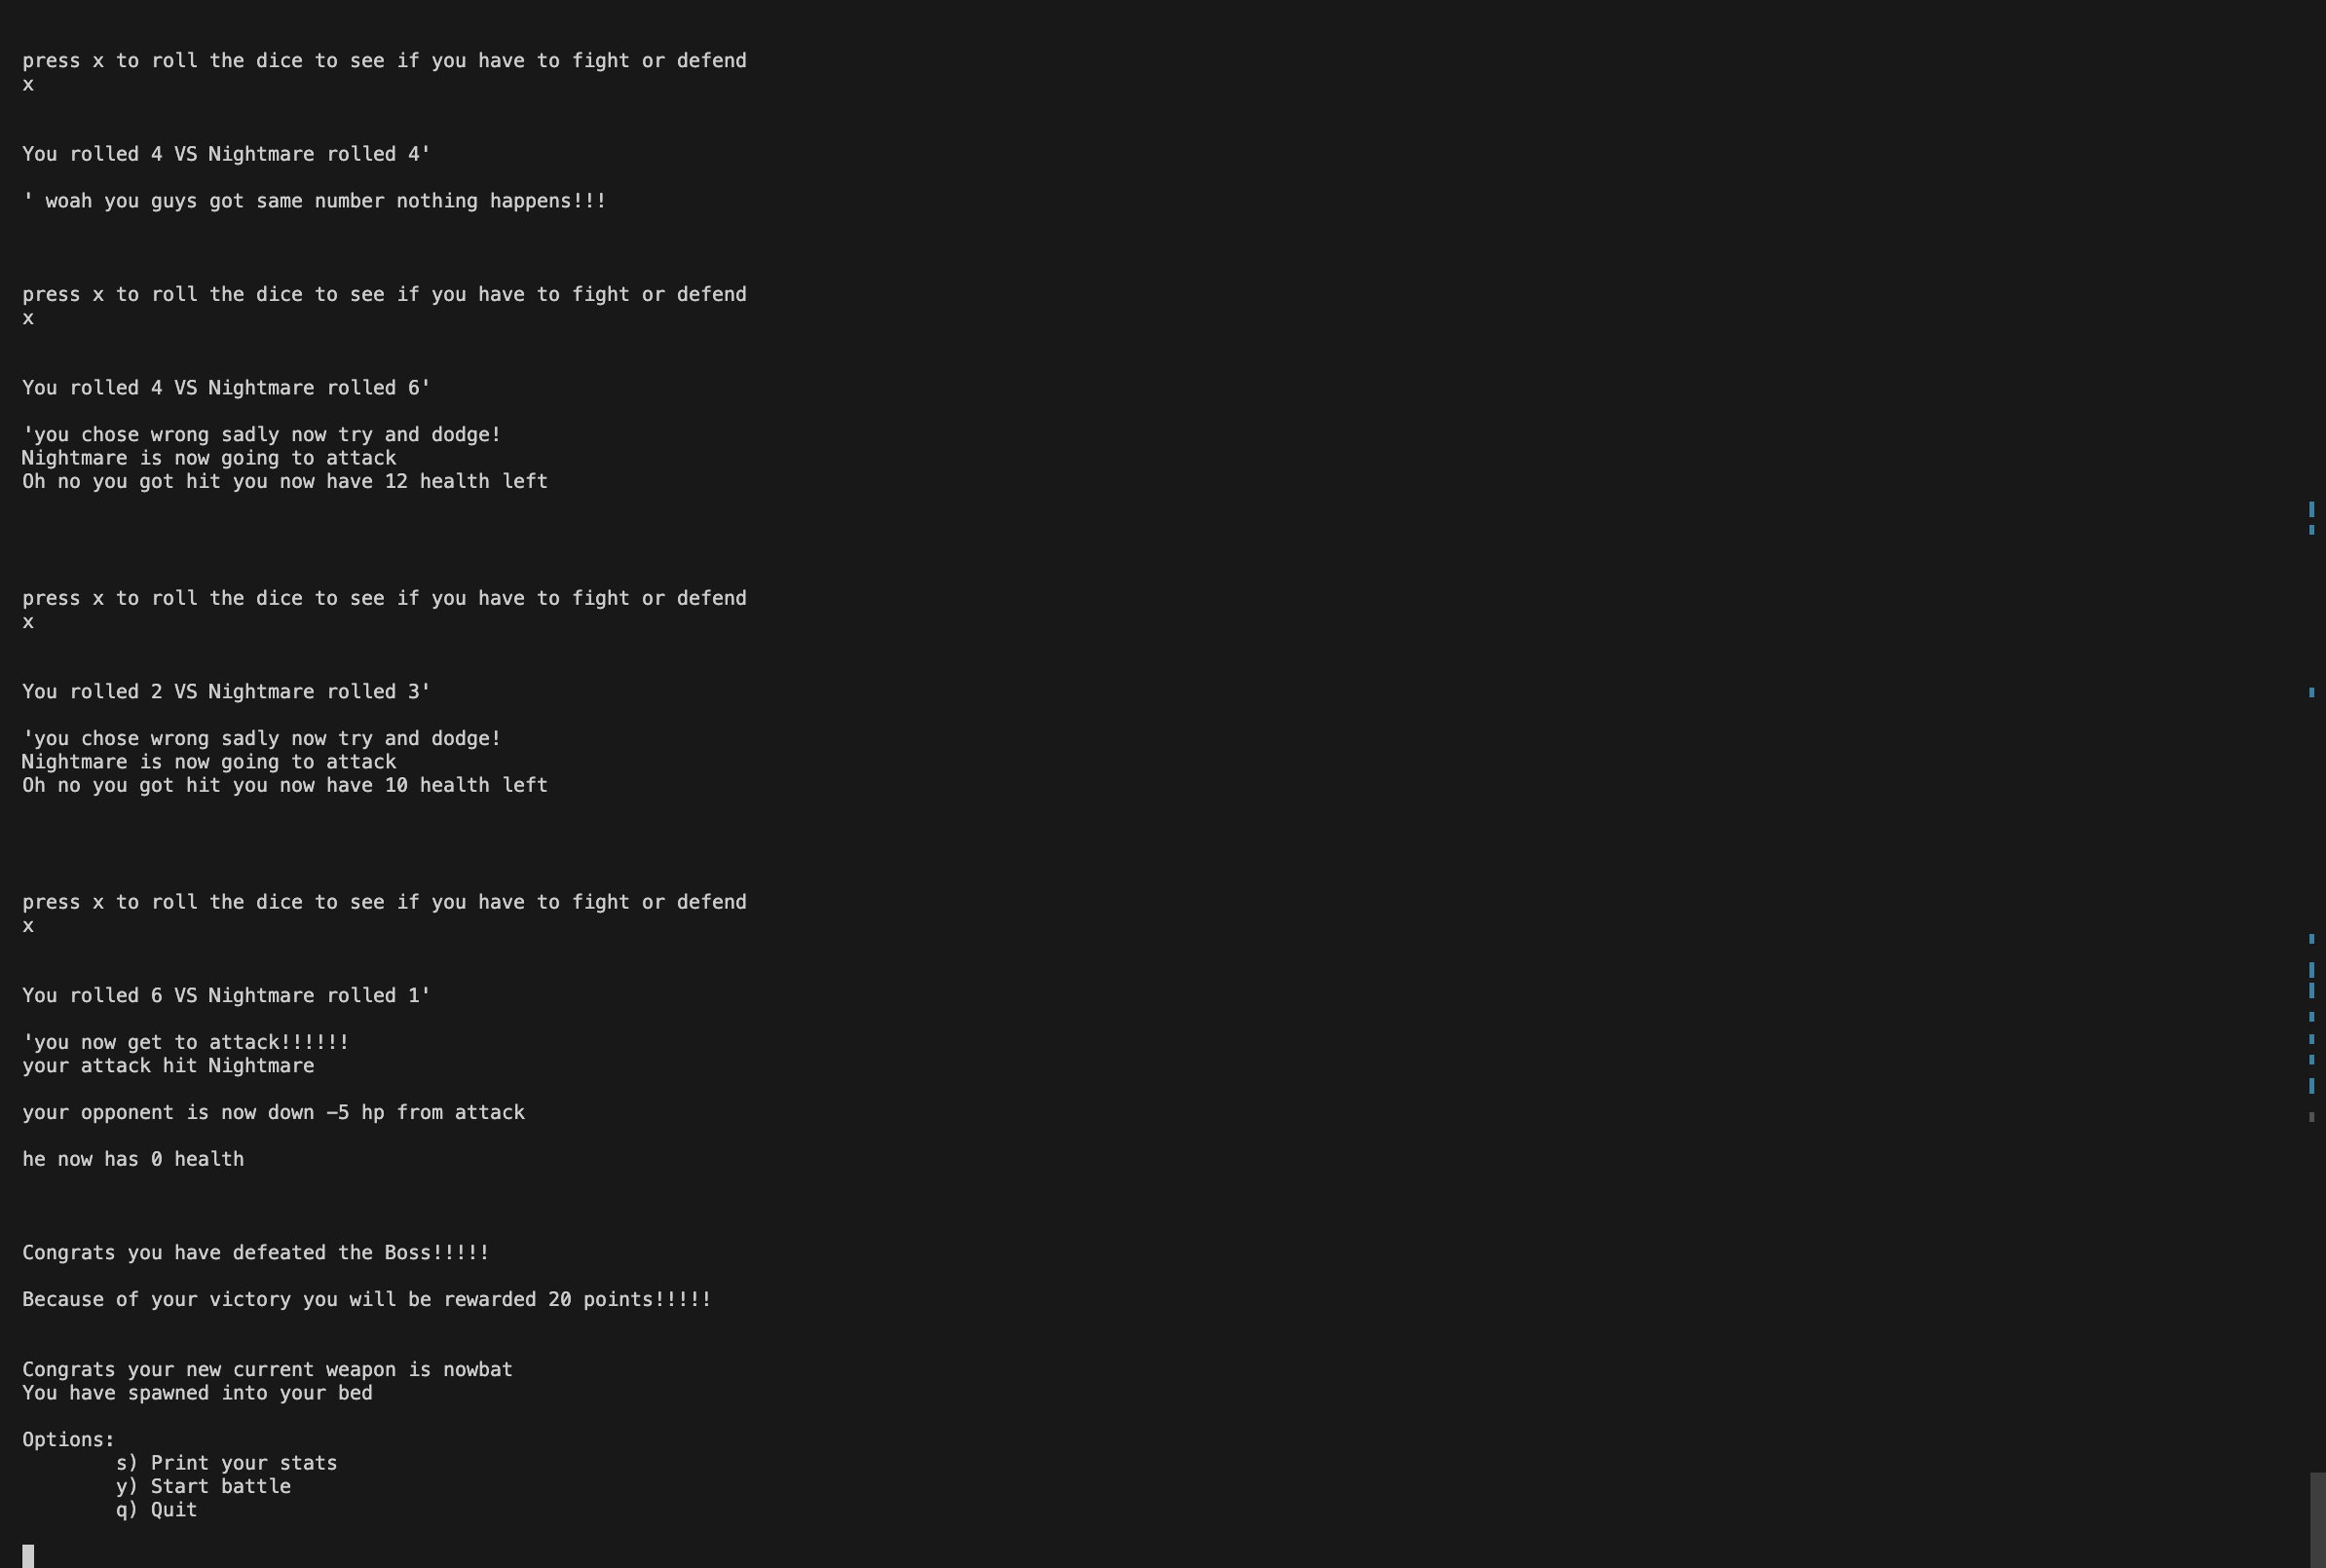 press x to roll the dice to see if you have to fight or defend
x
You rolled 4 VS Nightmare rolled 4'
' woah you guys got same number nothing happens!!!
press x to roll the dice to see if you have to fight or defend
x
You rolled 4 VS Nightmare rolled 6'
'you chose wrong sadly now try and dodge!
Nightmare is now going to attack
Oh no you got hit you now have 12 health left
press x to roll the dice to see if you have to fight or defend
x
You rolled 2 VS Nightmare rolled 3'
'you chose wrong sadly now try and dodge!
Nightmare is now going to attack
Oh no you got hit you now have 10 health left
press x to roll the dice to see if you have to fight or defend
x
You rolled 6 VS Nightmare rolled 1'
'you now get to attack!!!!!!
your attack hit Nightmare
your opponent is now down -5 hp from attack
he now has 0 health
Congrats you have defeated the Boss!!!!!
Because of your victory you will be rewarded 20 points!!!!!
Congrats your new current weapon is nowbat
You have spawned into your bed
Options:
s) Print your stats
y) Start battle
q) Quit